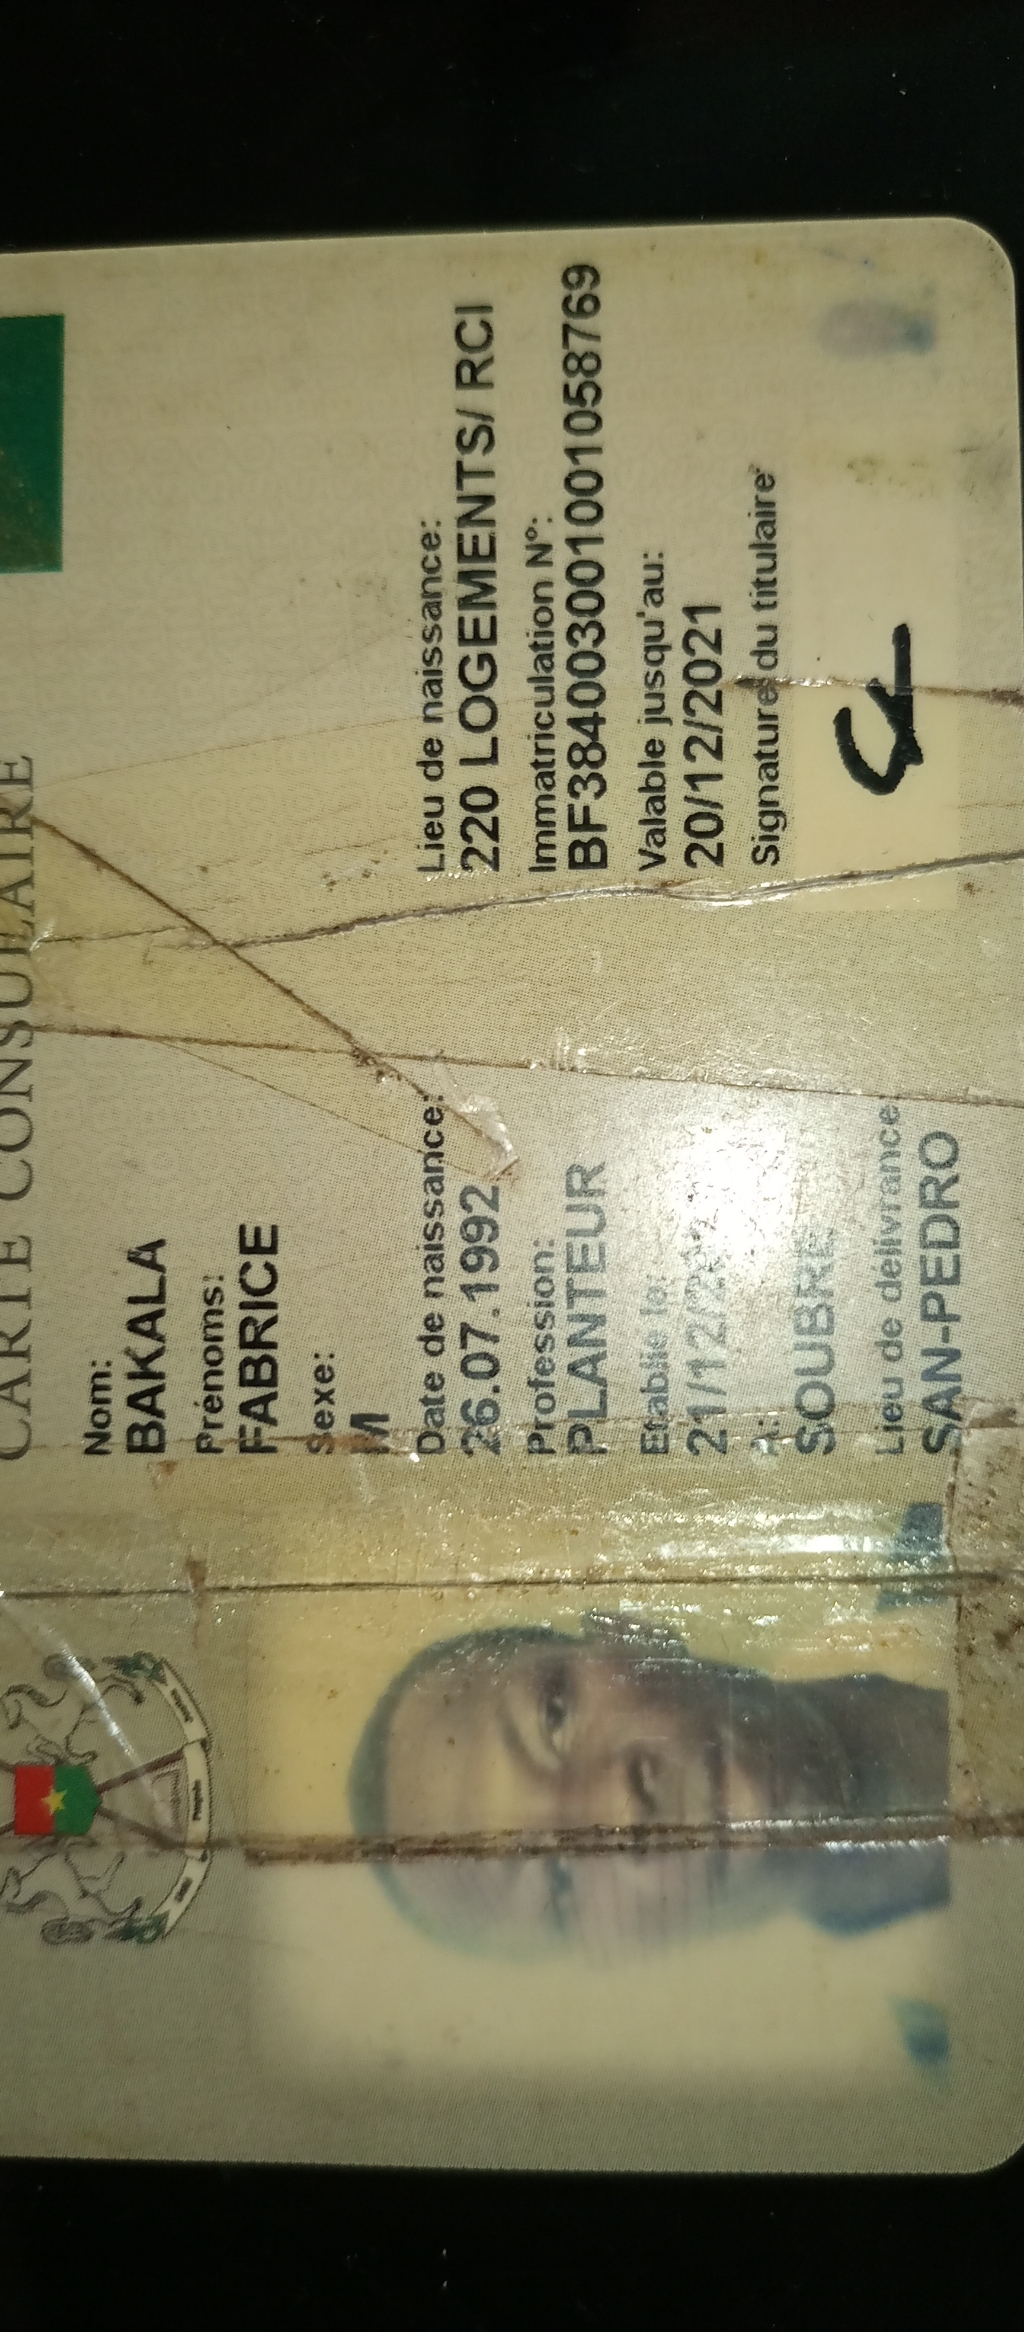 CARTE CONSULAIRE
Nom:
BAKALA
Prénoms:
FABRICE
Sexe:
M
Date de naissance:
26.07.1992
Lieu de naissance:
220 LOGEMENTS/ RCI
Profession:
PLANTEUR
Immatriculation N°:
BF384003001001058769
Etablie le:
21/12/
Valable jusqu'au:
20/12/2021
A:
SOUBRE
Signature du titulaire
Lieu de délivrance:
SAN-PEDRO